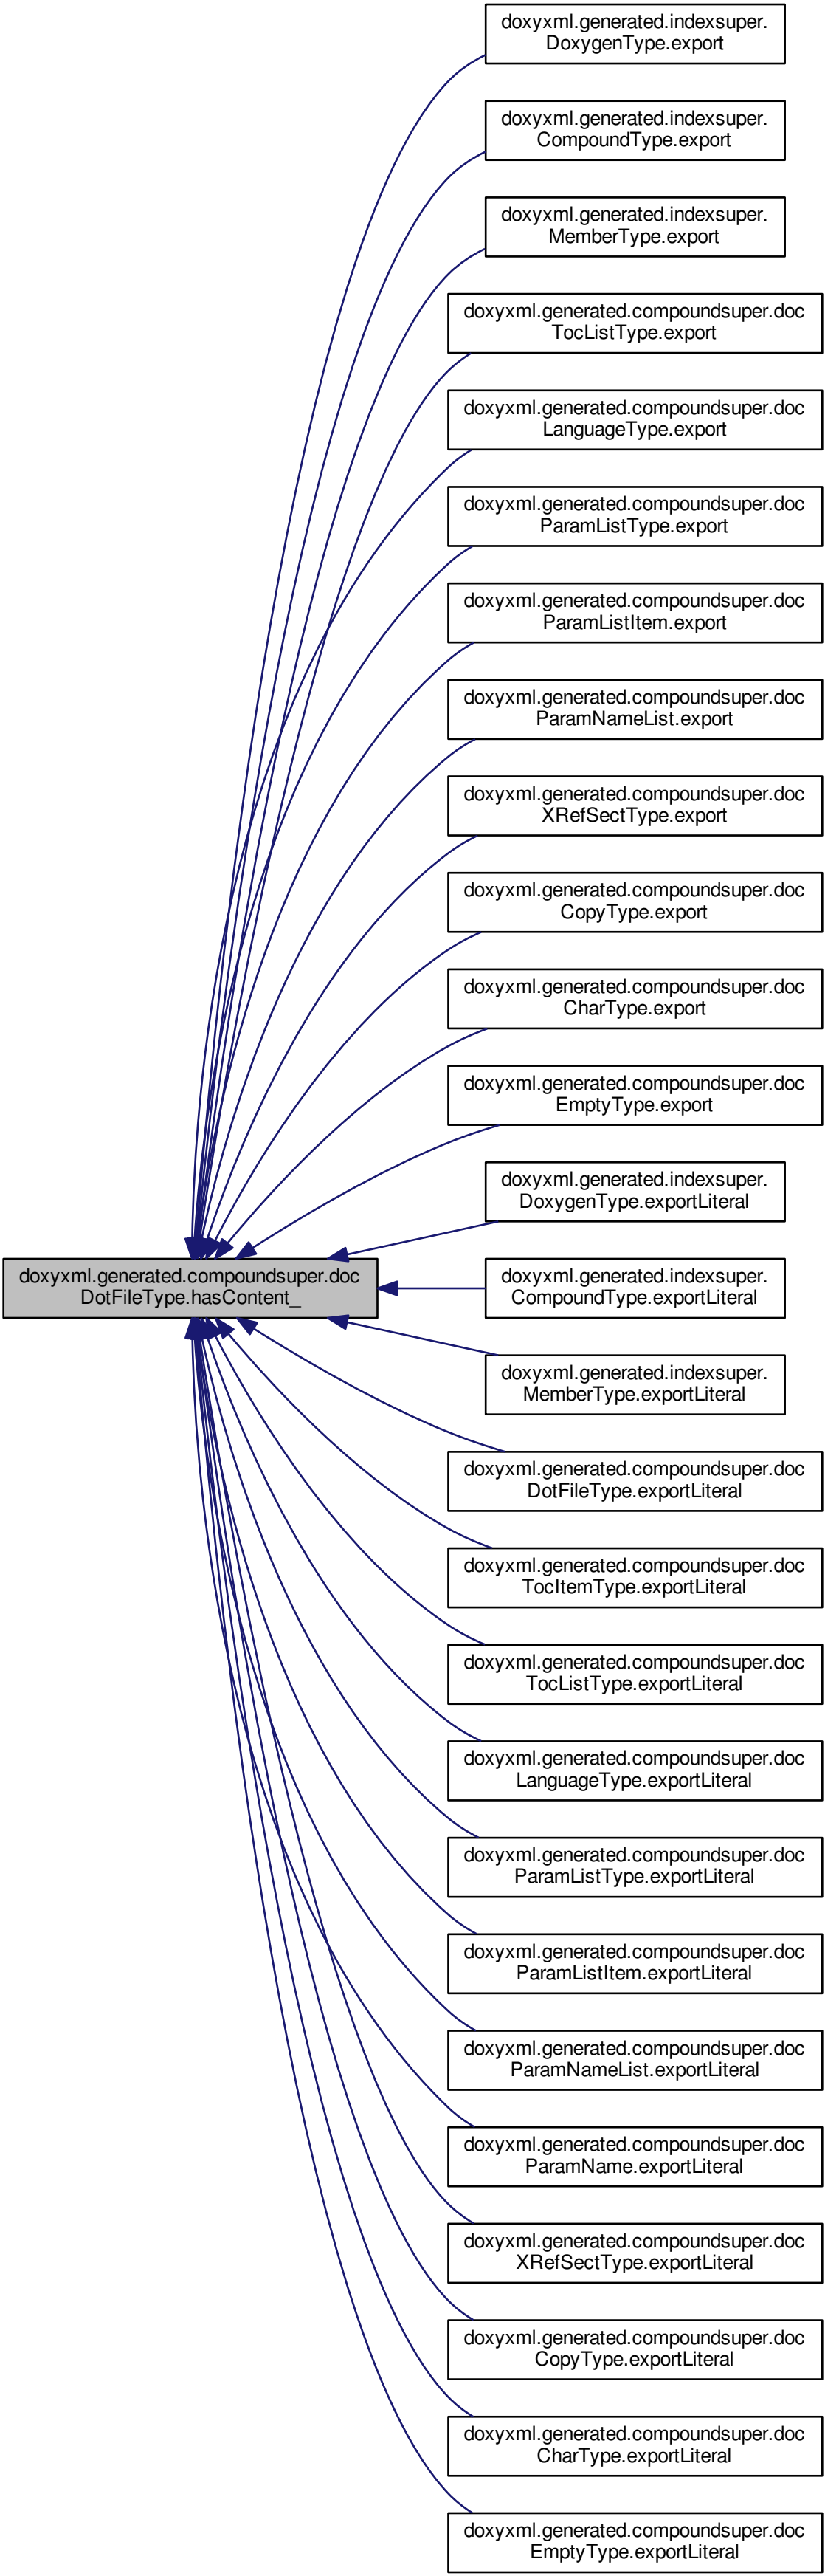 doxyxml.generated.indexsuper.
DoxygenType.export
doxyxml.generated.indexsuper.
CompoundType.export
doxyxml.generated.indexsuper.
MemberType.export
doxyxml.generated.compoundsuper.doc
TocListType.export
doxyxml.generated.compoundsuper.doc
LanguageType.export
doxyxml.generated.compoundsuper.doc
ParamListType.export
doxyxml.generated.compoundsuper.doc
ParamListItem.export
doxyxml.generated.compoundsuper.doc
ParamNameList.export
doxyxml.generated.compoundsuper.doc
XRefSectType.export
doxyxml.generated.compoundsuper.doc
CopyType.export
doxyxml.generated.compoundsuper.doc
CharType.export
doxyxml.generated.compoundsuper.doc
EmptyType.export
doxyxml.generated.indexsuper.
DoxygenType.exportLiteral
doxyxml.generated.compoundsuper.doc
DotFileType.hasContent_
doxyxml.generated.indexsuper.
CompoundType.exportLiteral
doxyxml.generated.indexsuper.
MemberType.exportLiteral
doxyxml.generated.compoundsuper.doc
DotFileType.exportLiteral
doxyxml.generated.compoundsuper.doc
TocItemType.exportLiteral
doxyxml.generated.compoundsuper.doc
TocListType.exportLiteral
doxyxml.generated.compoundsuper.doc
LanguageType.exportLiteral
doxyxml.generated.compoundsuper.doc
ParamListType.exportLiteral
doxyxml.generated.compoundsuper.doc
ParamListItem.exportLiteral
doxyxml.generated.compoundsuper.doc
ParamNameList.exportLiteral
doxyxml.generated.compoundsuper.doc
ParamName.exportLiteral
doxyxml.generated.compoundsuper.doc
XRefSectType.exportLiteral
doxyxml.generated.compoundsuper.doc
CopyType.exportLiteral
doxyxml.generated.compoundsuper.doc
CharType.exportLiteral
doxyxml.generated.compoundsuper.doc
EmptyType.exportLiteral